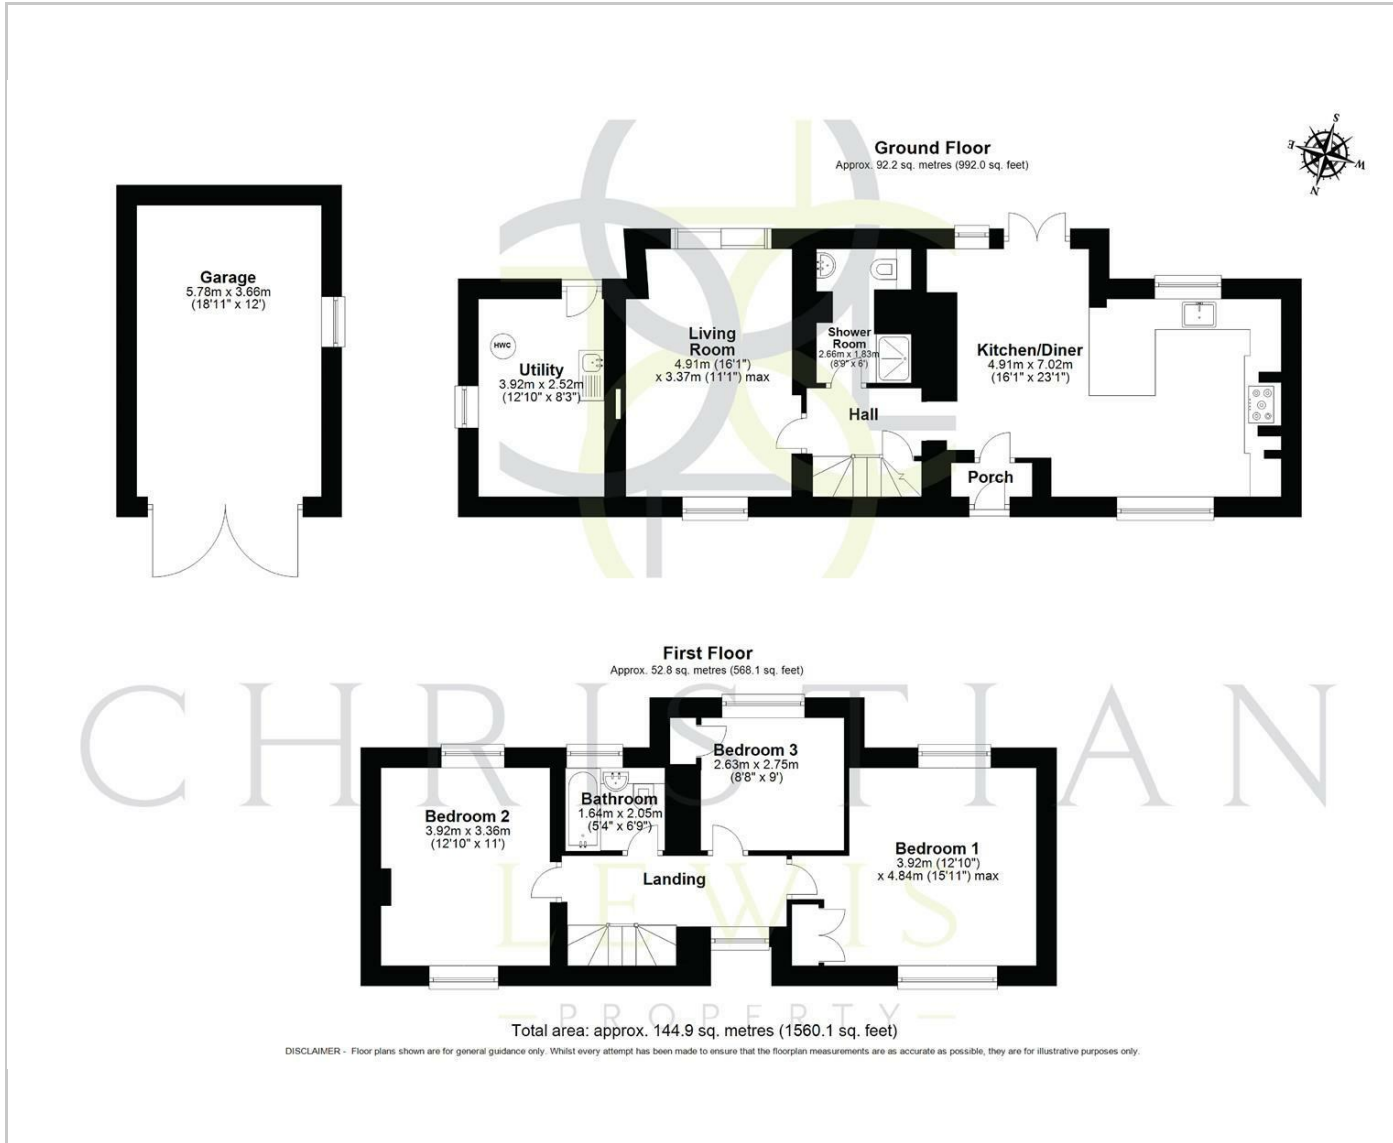 Ground Floor
Approx. 92.2 sq. metres (992.0 sq. feet)
S
E
W
N
Garage
5.78m x 3.66m
(18'11" x 12')
HWC
Utility
3.92m x 2.52m
(12'10" x 8'3")
Living
Room
4.91m (16'1")
x 3.37m (11'1") max
Shower
Room
2.66m x 1.83m
(8'9" x 6')
Hall
Kitchen/Diner
4.91m x 7.02m
(16'1" x 23'1")
Porch
First Floor
Approx. 52.8 sq. metres (568.1 sq. feet)
CHRISTIAN
Bedroom 3
2.63m x 2.75m
(8'8" x 9')
Bathroom
1.64m x 2.05m
(5'4" x 6'9")
Bedroom 2
3.92m x 3.36m
(12'10" x 11')
Bedroom 1
3.92m (12'10")
x 4.84m (15'11") max
Landing
LEWIS
PROPERTY
Total area: approx. 144.9 sq. metres (1560.1 sq. feet)
DISCLAIMER - Floor plans shown are for general guidance only. Whilst every attempt has been made to ensure that the floorplan measurements are as accurate as possible, they are for illustrative purposes only.